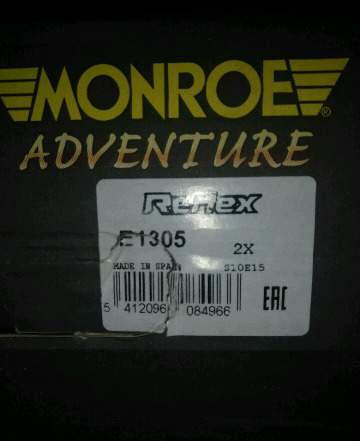 MONROE®
ADVENTURE
Reflex
E1305 2X
MADE IN SPAIN S10E15
EAC
5 412096 084966